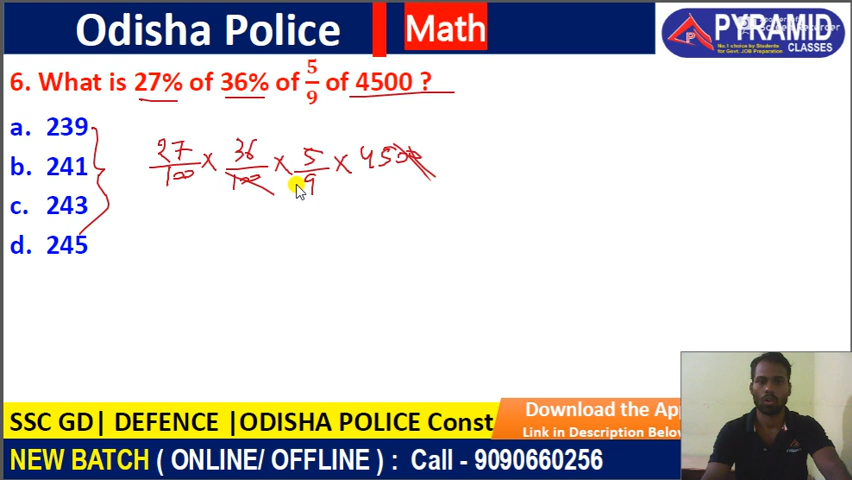 Odisha Police Math
PYRAMID
CLASSES
No.1 choice by Students
for Govt. JOB Preparation
6. What is 27% of 36% of 5/9 of 4500 ?
a. 239
b. 241
c. 243
d. 245
27/100 × 36/100 × 5/9 × 4500
SSC GD| DEFENCE |ODISHA POLICE Const
Download the Ap
Link in Description Below
NEW BATCH ( ONLINE/ OFFLINE ) : Call - 9090660256